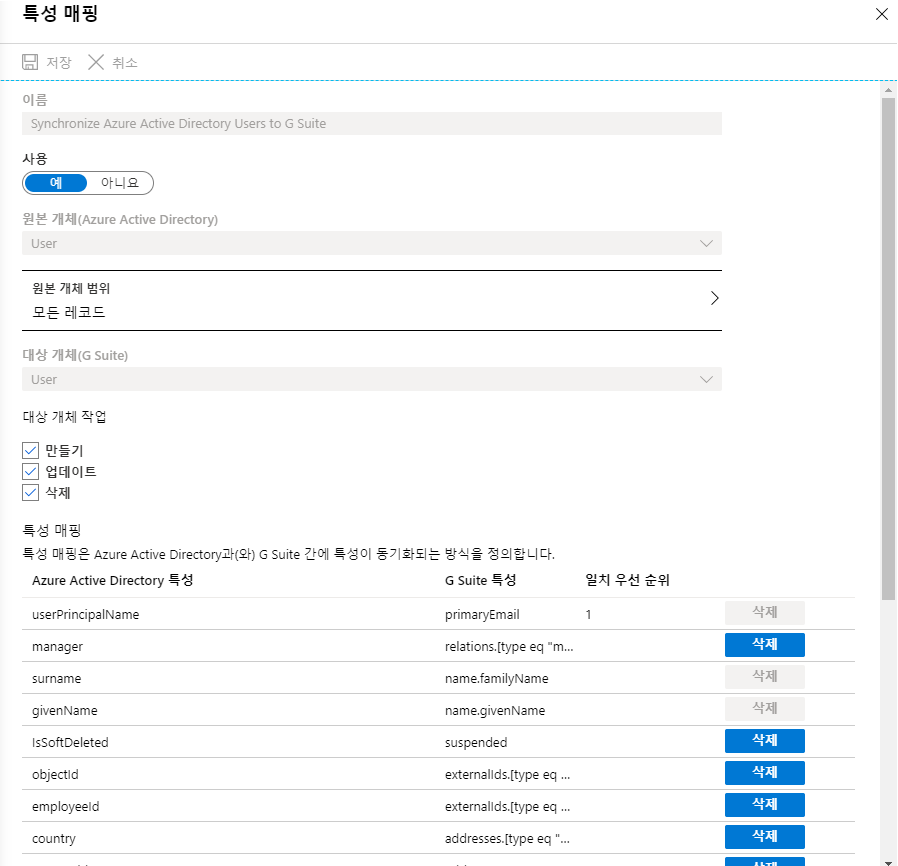 특성 매핑
저장 취소
이름
Synchronize Azure Active Directory Users to G Suite
사용
예 아니요
원본 개체(Azure Active Directory)
User
원본 개체 범위
모든 레코드
대상 개체(G Suite)
User
대상 개체 작업
만들기
업데이트
삭제
특성 매핑
특성 매핑은 Azure Active Directory과(와) G Suite 간에 특성이 동기화되는 방식을 정의합니다.
Azure Active Directory 특성 G Suite 특성 일치 우선 순위
userPrincipalName primaryEmail 1 삭제
manager relations.[type eq "m... 삭제
surname name.familyName 삭제
givenName name.givenName 삭제
IsSoftDeleted suspended 삭제
objectId externalIds.[type eq ... 삭제
employeeId externalIds.[type eq ... 삭제
country addresses.[type eq "... 삭제